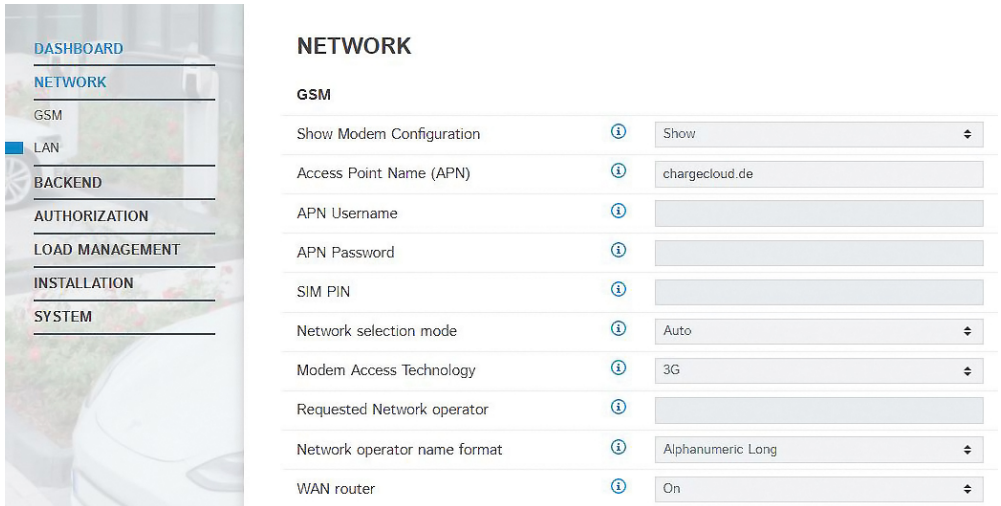 DASHBOARD
NETWORK
GSM
LAN
BACKEND
AUTHORIZATION
LOAD MANAGEMENT
INSTALLATION
SYSTEM
NETWORK
GSM
Show Modem Configuration Show
Access Point Name (APN) chargecloud.de
APN Username
APN Password
SIM PIN
Network selection mode Auto
Modem Access Technology 3G
Requested Network operator
Network operator name format Alphanumeric Long
WAN router On